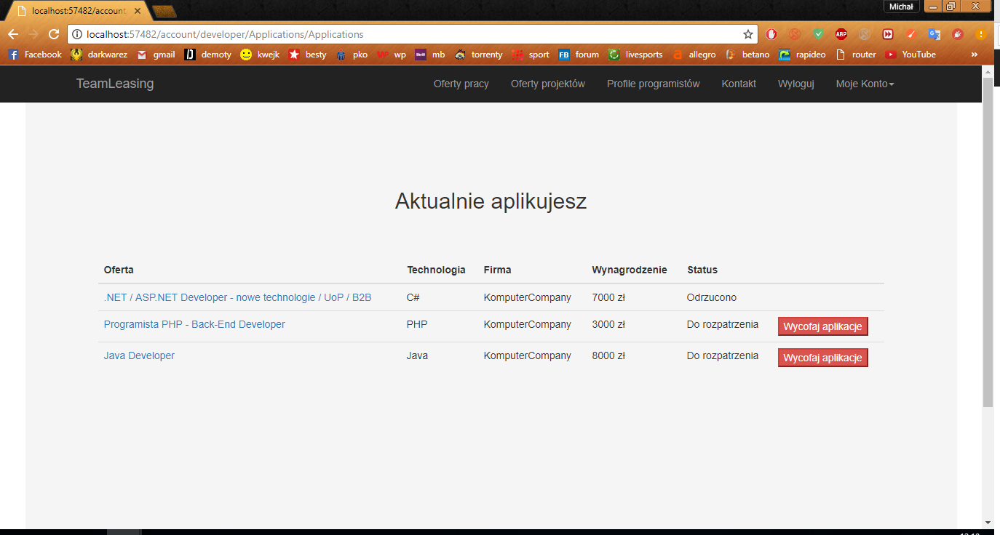 localhost:57482/account
Michał
localhost:57482/account/developer/Applications/Applications
ABP
f Facebook darkwarez gmail demoty kwejk besty pko wp mb torrenty sport FB forum livesports allegro betano rapideo router YouTube »
TeamLeasing Oferty pracy Oferty projektów Profile programistów Kontakt Wyloguj Moje Konto
Aktualnie aplikujesz
Oferta Technologia Firma Wynagrodzenie Status
.NET / ASP.NET Developer - nowe technologie / UoP / B2B C# KomputerCompany 7000 zł Odrzucono
Programista PHP - Back-End Developer PHP KomputerCompany 3000 zł Do rozpatrzenia Wycofaj aplikacje
Java Developer Java KomputerCompany 8000 zł Do rozpatrzenia Wycofaj aplikacje